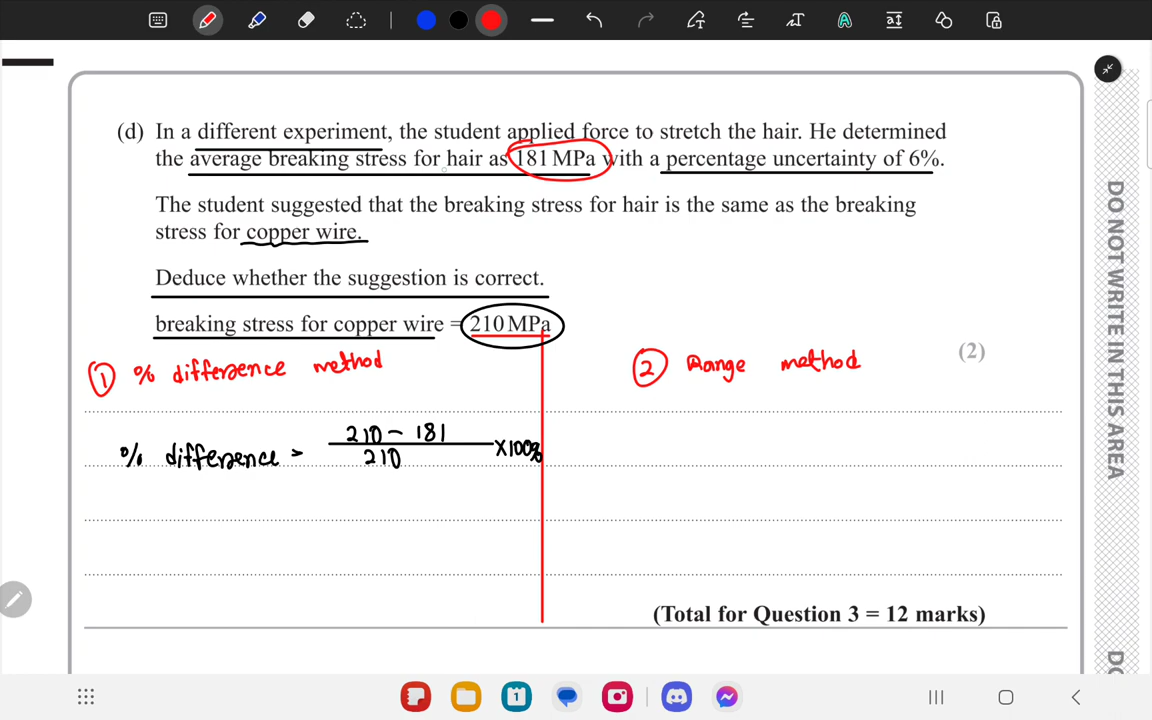 (d) In a different experiment, the student applied force to stretch the hair. He determined
the average breaking stress for hair as 181 MPa with a percentage uncertainty of 6%.
The student suggested that the breaking stress for hair is the same as the breaking
stress for copper wire.
Deduce whether the suggestion is correct.
breaking stress for copper wire = 210 MPa
(2)
① % difference method
② Range method
% difference = 210 - 181 / 210 ×100%
(Total for Question 3 = 12 marks)
DO NOT WRITE IN THIS AREA
DO